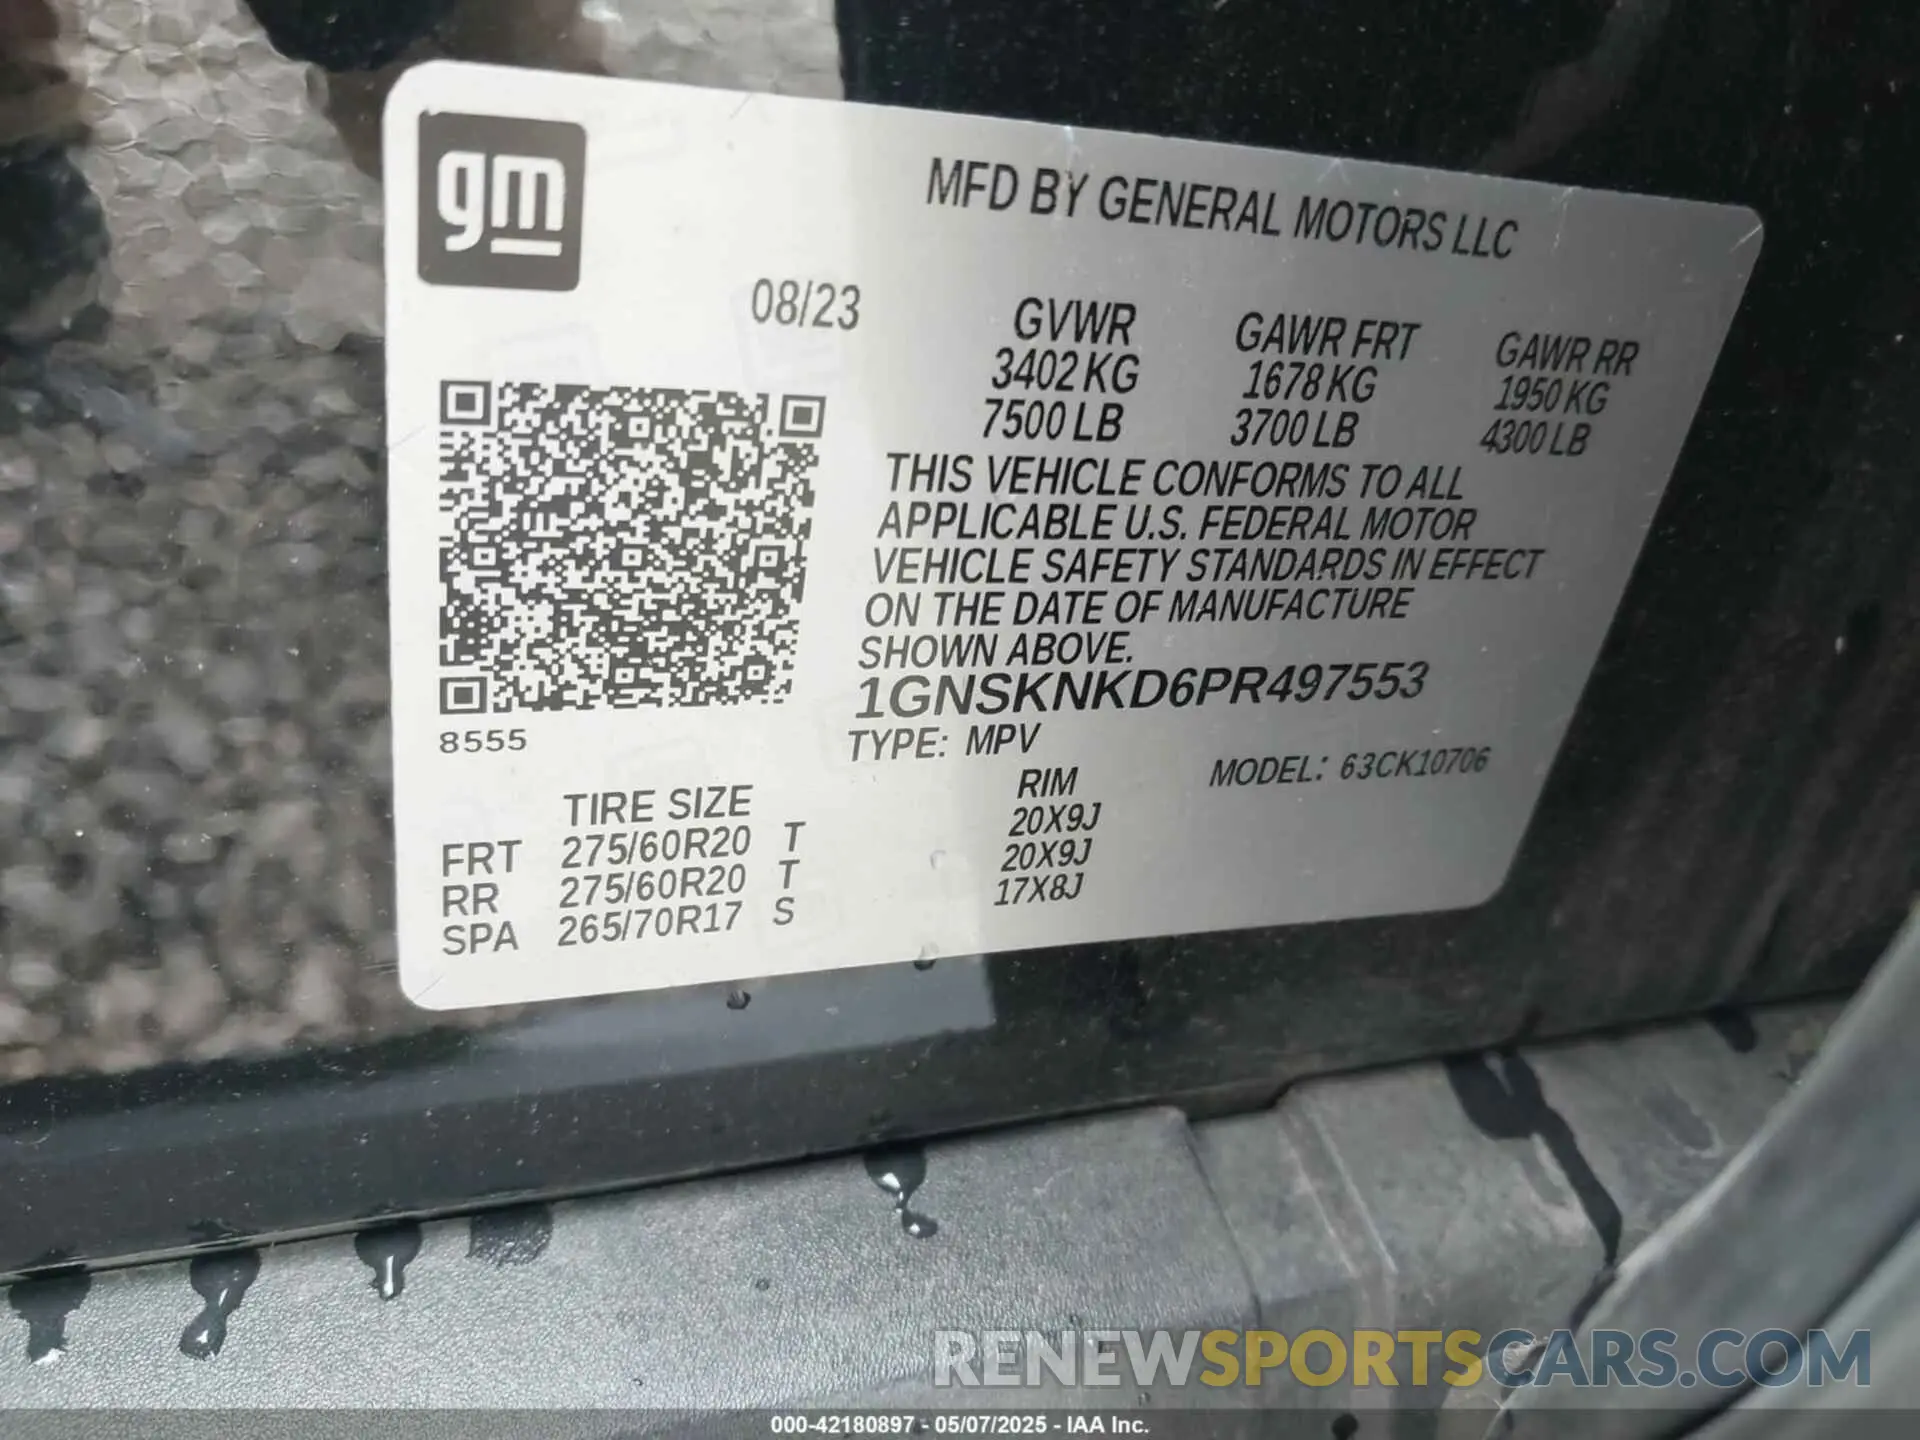 gm
MFD BY GENERAL MOTORS LLC
08/23
GVWR GAWR FRT GAWR RR
3402 KG 1678 KG 1950 KG
7500 LB 3700 LB 4300 LB
THIS VEHICLE CONFORMS TO ALL
APPLICABLE U.S. FEDERAL MOTOR
VEHICLE SAFETY STANDARDS IN EFFECT
ON THE DATE OF MANUFACTURE
SHOWN ABOVE.
1GNSKNKD6PR497553
8555
TYPE: MPV
MODEL: 63CK10706
TIRE SIZE RIM
FRT 275/60R20 T 20X9J
RR 275/60R20 T 20X9J
SPA 265/70R17 S 17X8J
RENEWSPORTSCARS.COM
000-42180897 - 05/07/2025 - IAA Inc.